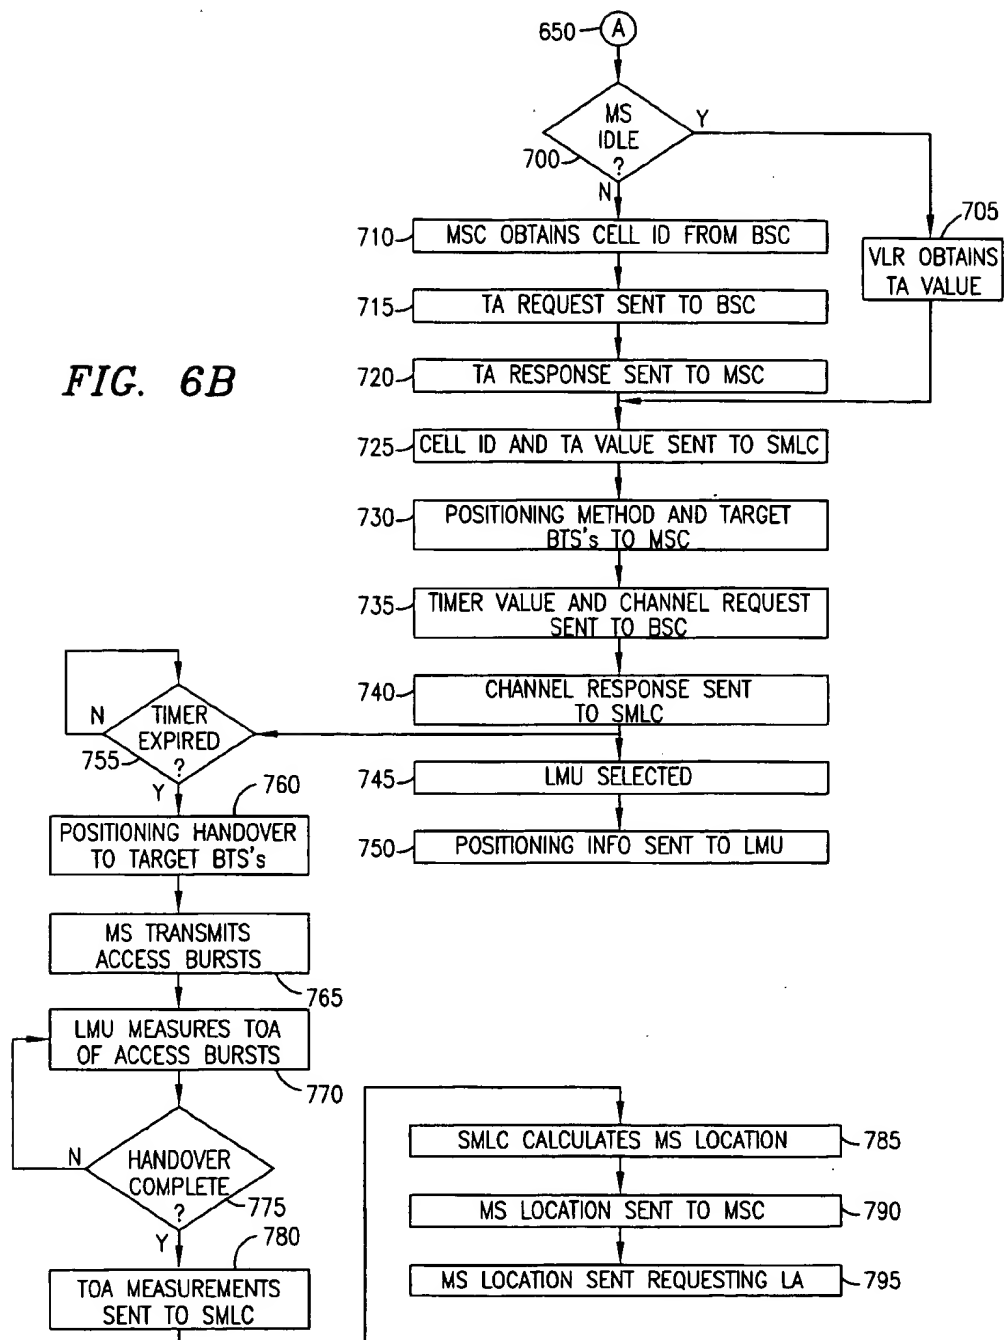 650
A
MS
IDLE
?
700
Y
N
705
VLR OBTAINS
TA VALUE
710
MSC OBTAINS CELL ID FROM BSC
715
TA REQUEST SENT TO BSC
FIG. 6B
720
TA RESPONSE SENT TO MSC
725
CELL ID AND TA VALUE SENT TO SMLC
730
POSITIONING METHOD AND TARGET
BTS's TO MSC
735
TIMER VALUE AND CHANNEL REQUEST
SENT TO BSC
740
CHANNEL RESPONSE SENT
TO SMLC
N
TIMER
EXPIRED
?
755
Y
745
LMU SELECTED
750
POSITIONING INFO SENT TO LMU
760
POSITIONING HANDOVER
TO TARGET BTS's
MS TRANSMITS
ACCESS BURSTS
765
LMU MEASURES TOA
OF ACCESS BURSTS
770
N
HANDOVER
COMPLETE
?
775
Y
780
TOA MEASUREMENTS
SENT TO SMLC
SMLC CALCULATES MS LOCATION
785
MS LOCATION SENT TO MSC
790
MS LOCATION SENT REQUESTING LA
795